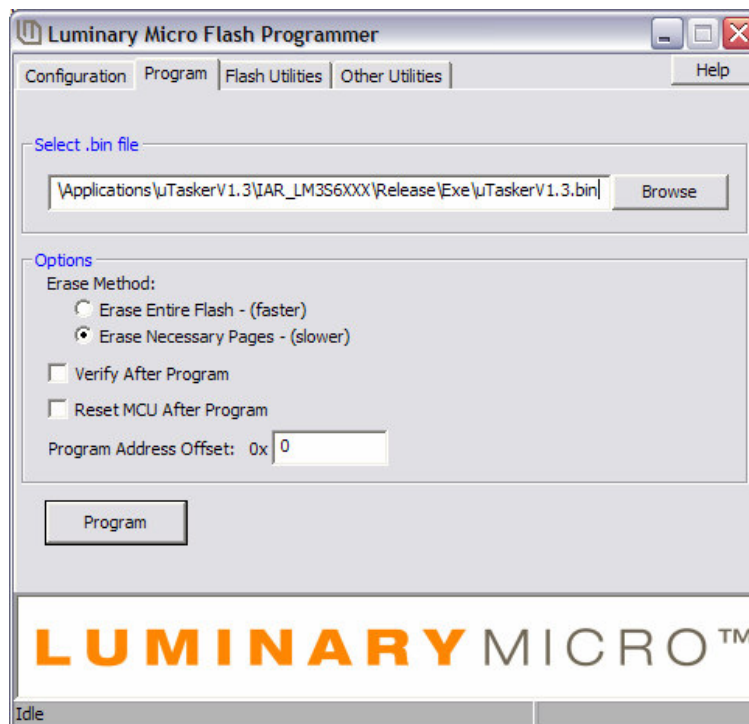 Luminary Micro Flash Programmer
Configuration Program Flash Utilities Other Utilities Help
Select .bin file
\Applications\µTaskerV1.3\IAR_LM3S6XXX\Release\Exe\µTaskerV1.3.bin Browse
Options
Erase Method:
Erase Entire Flash - (faster)
Erase Necessary Pages - (slower)
Verify After Program
Reset MCU After Program
Program Address Offset: 0x 0
Program
LUMINARYMICRO™
Idle